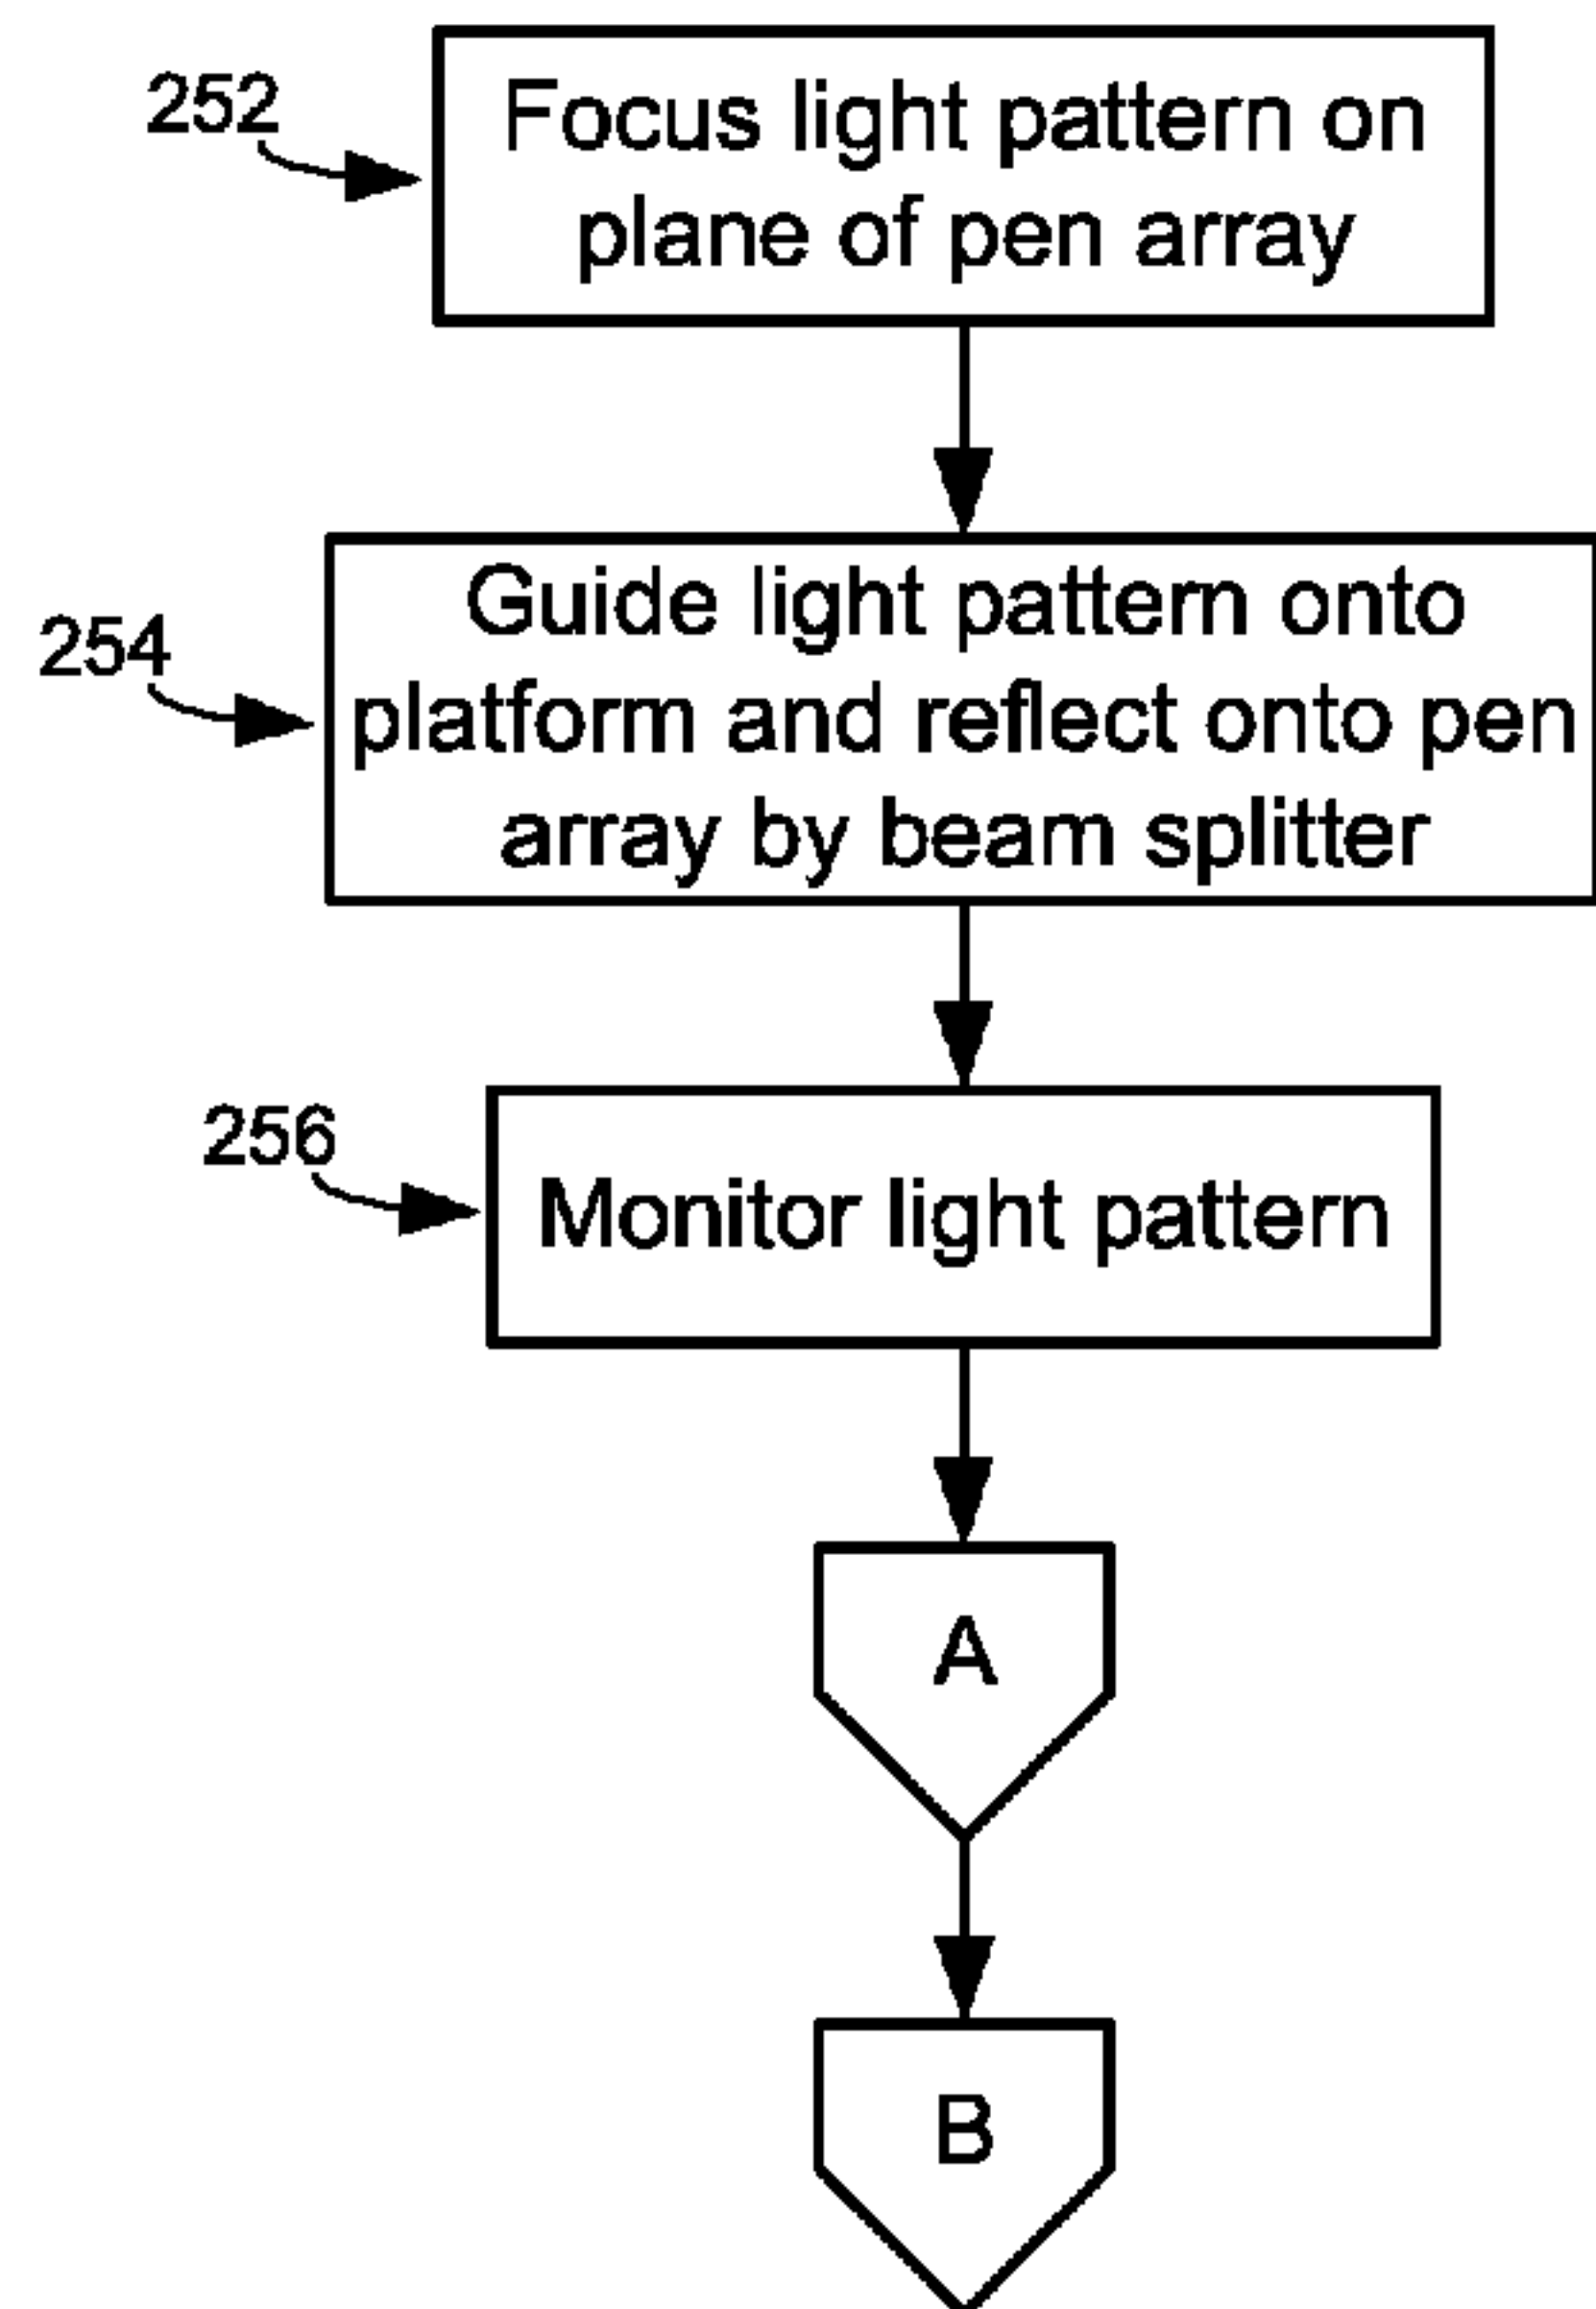 252
Focus light pattern on
plane of pen array
254
Guide light pattern onto
platform and reflect onto pen
array by beam splitter
256
Monitor light pattern
A
B